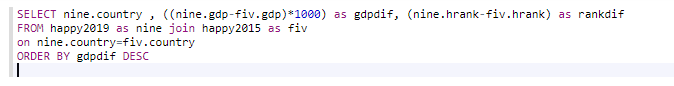 SELECT nine.country , ((nine.gdp-fiv.gdp)*1000) as gdpdif, (nine.hrank-fiv.hrank) as rankdif
FROM happy2019 as nine join happy2015 as fiv
on nine.country=fiv.country
ORDER BY gdpdif DESC